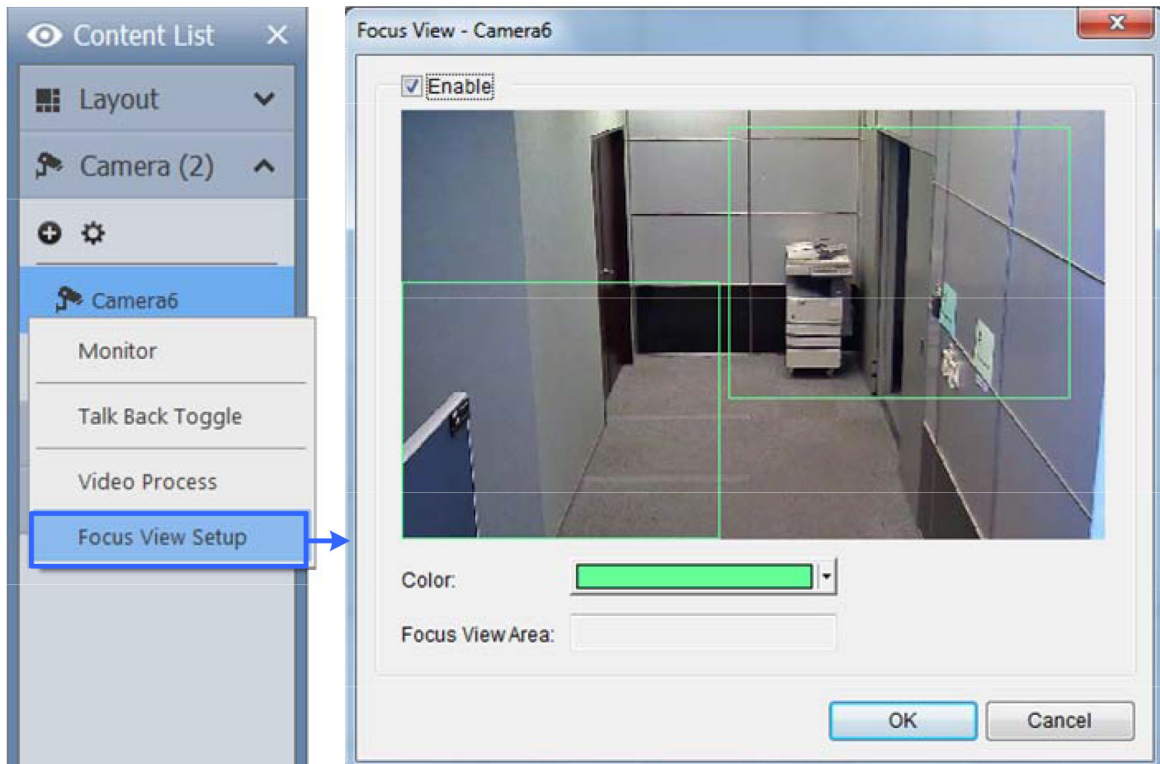 Content List
Layout
Camera (2)
Camera6
Monitor
Talk Back Toggle
Video Process
Focus View Setup
Focus View - Camera6
Enable
Color:
Focus View Area:
OK
Cancel